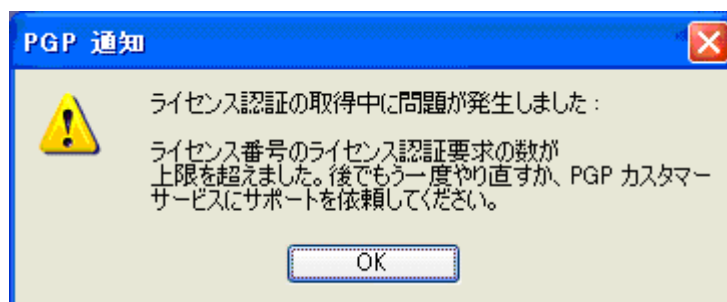 PGP 通知
ライセンス認証の取得中に問題が発生しました：
ライセンス番号のライセンス認証要求の数が
上限を超えました。後でもう一度やり直すか、PGP カスタマー
サービスにサポートを依頼してください。
OK